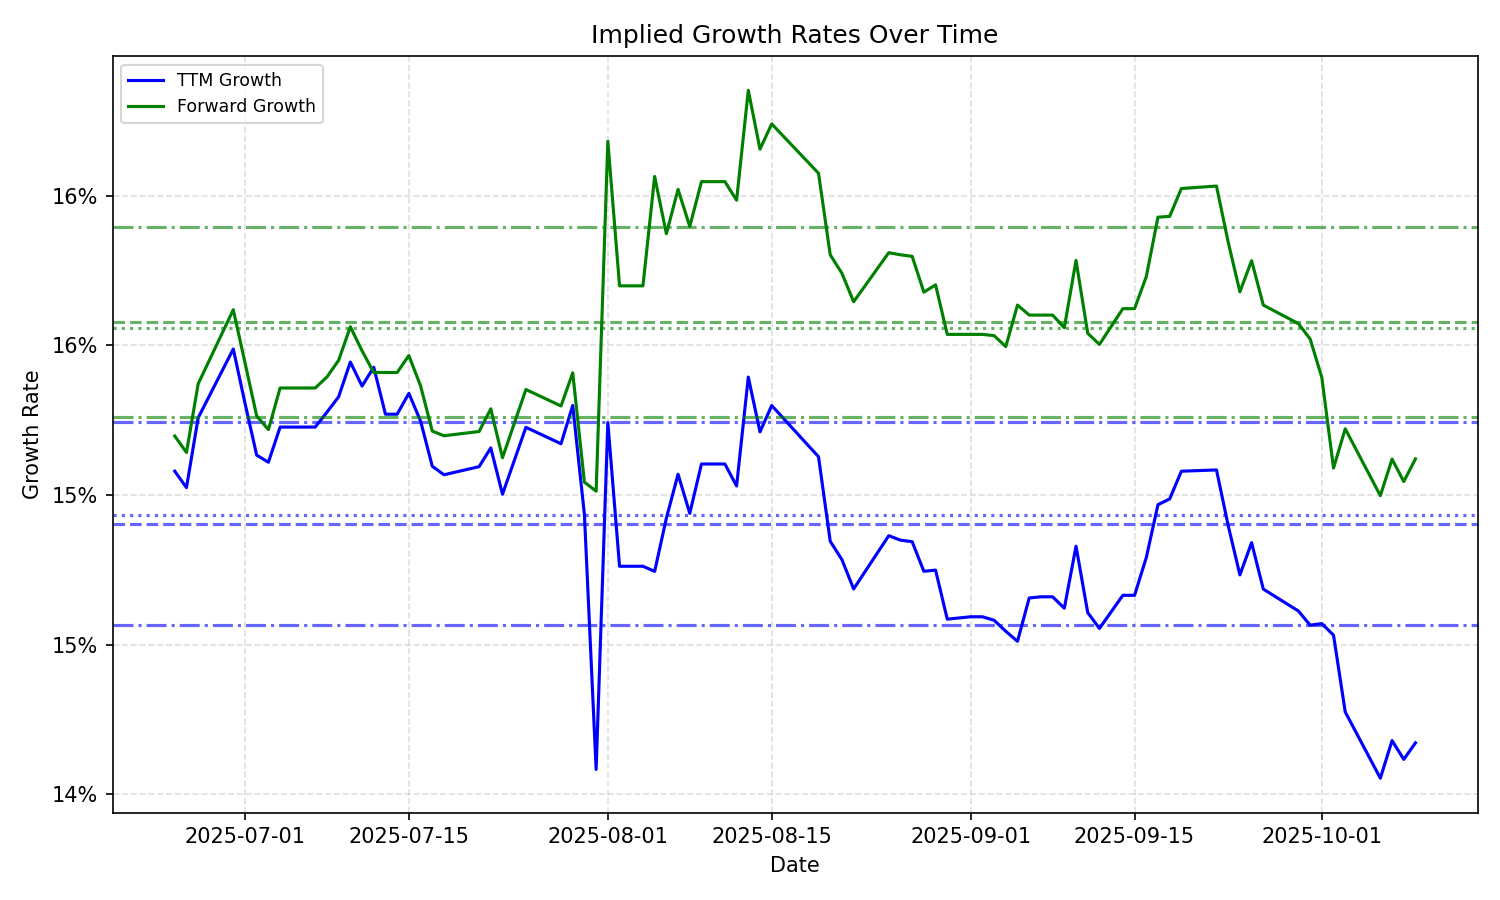 Implied Growth Rates Over Time
TTM Growth
Forward Growth
16%
16%
15%
15%
14%
Growth Rate
2025-07-01
2025-07-15
2025-08-01
2025-08-15
2025-09-01
2025-09-15
2025-10-01
Date